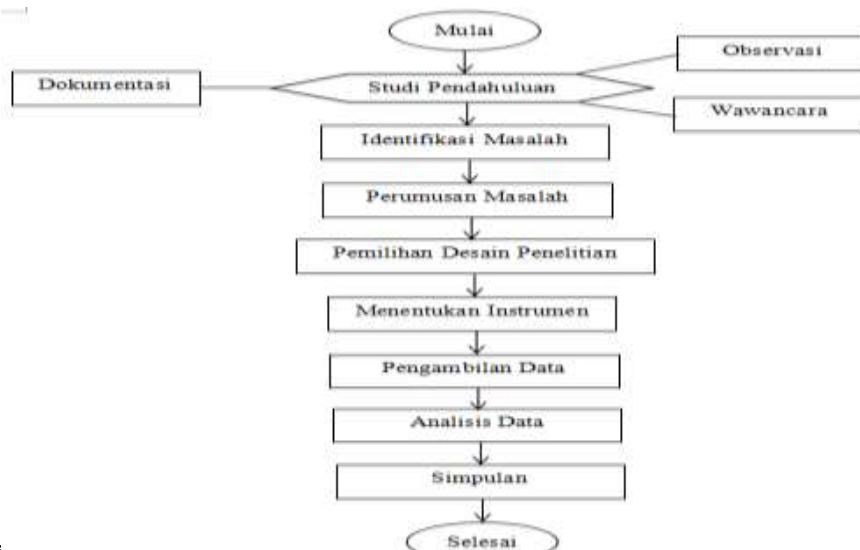 Mulai
Observasi
Dokumentasi
Studi Pendahuluan
Wawancara
Identifikasi Masalah
Perumusan Masalah
Pemilihan Desain Penelitian
Menentukan Instrumen
Pengambilan Data
Analisis Data
Simpulan
Selesai